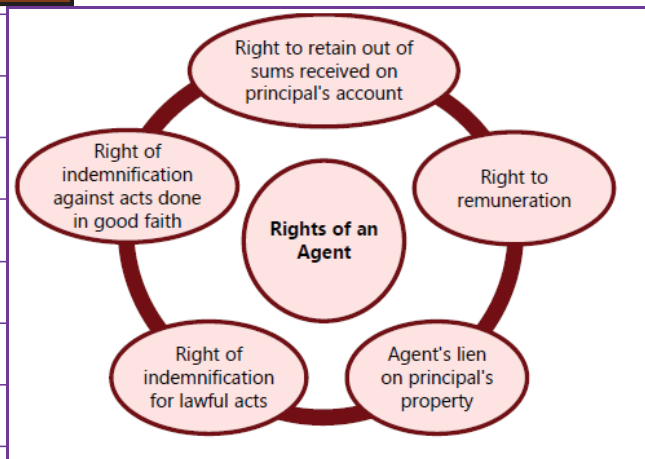 Right to retain out of
sums received on
principal's account
Right to
remuneration
Agent's lien
on principal's
property
Right of
indemnification
for lawful acts
Right of
indemnification
against acts done
in good faith
Rights of an
Agent